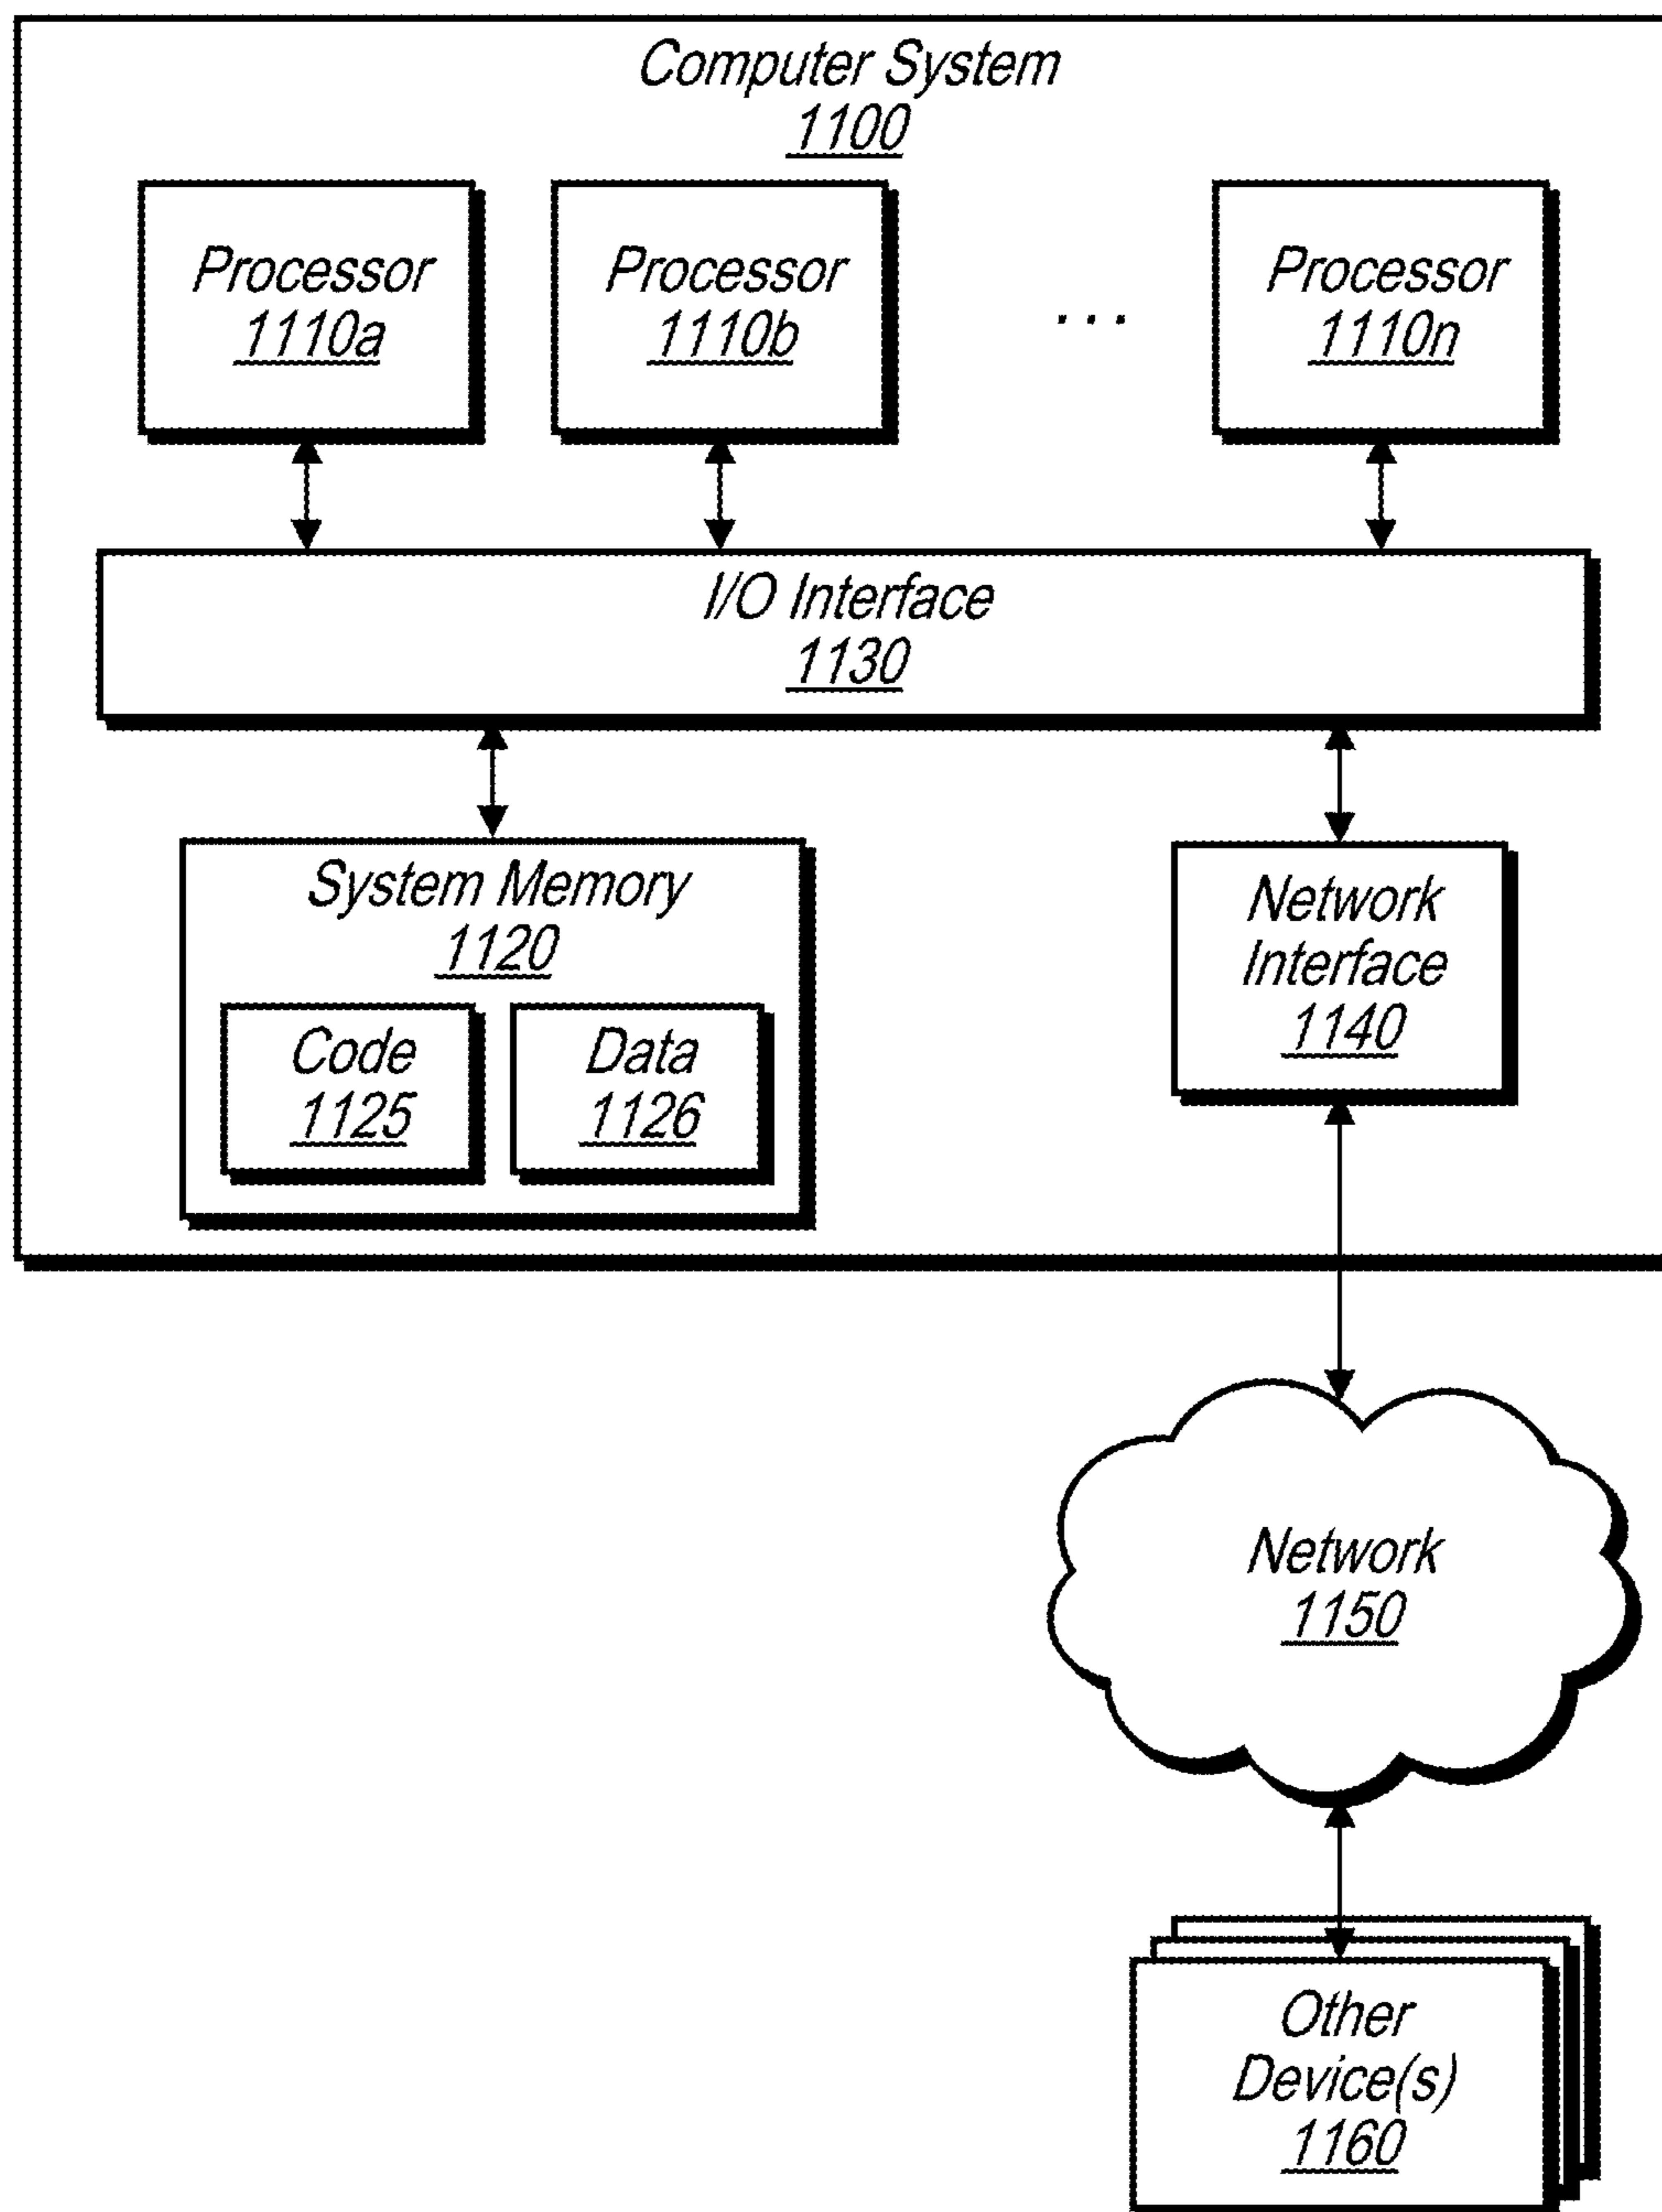 Computer System
1100
Processor
1110a
Processor
1110b
. . .
Processor
1110n
I/O Interface
1130
System Memory
1120
Code
1125
Data
1126
Network
Interface
1140
Network
1150
Other
Device(s)
1160